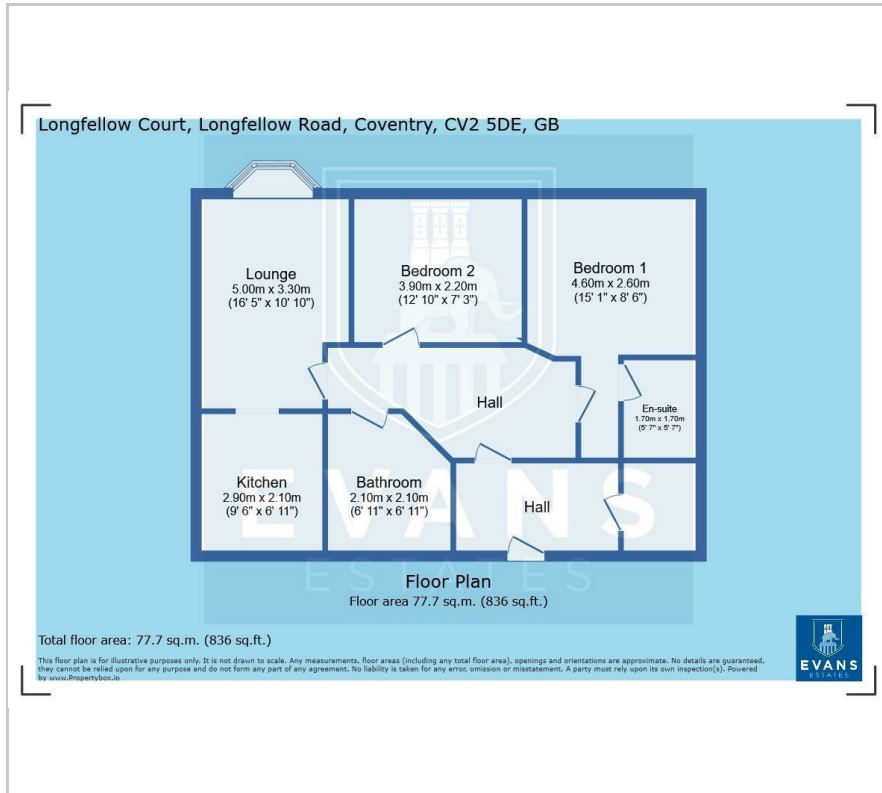 Longfellow Court, Longfellow Road, Coventry, CV2 5DE, GB
Lounge
5.00m x 3.30m
(16' 5" x 10' 10")
Bedroom 2
3.90m x 2.20m
(12' 10" x 7' 3")
Bedroom 1
4.60m x 2.60m
(15' 1" x 8' 6")
Hall
En-suite
1.70m x 1.70m
(5' 7" x 5' 7")
Kitchen
2.90m x 2.10m
(9' 6" x 6' 11")
Bathroom
2.10m x 2.10m
(6' 11" x 6' 11")
Hall
EVANS
ESTATES
Floor Plan
Floor area 77.7 sq.m. (836 sq.ft.)
Total floor area: 77.7 sq.m. (836 sq.ft.)
This floor plan is for illustrative purposes only. It is not drawn to scale. Any measurements, floor areas (including any total floor area), openings and orientations are approximate. No details are guaranteed,
they cannot be relied upon for any purpose and do not form any part of any agreement. No liability is taken for any error, omission or misstatement. A party must rely upon its own inspection(s). Powered
by www.Propertybox.io
EVANS
ESTATES